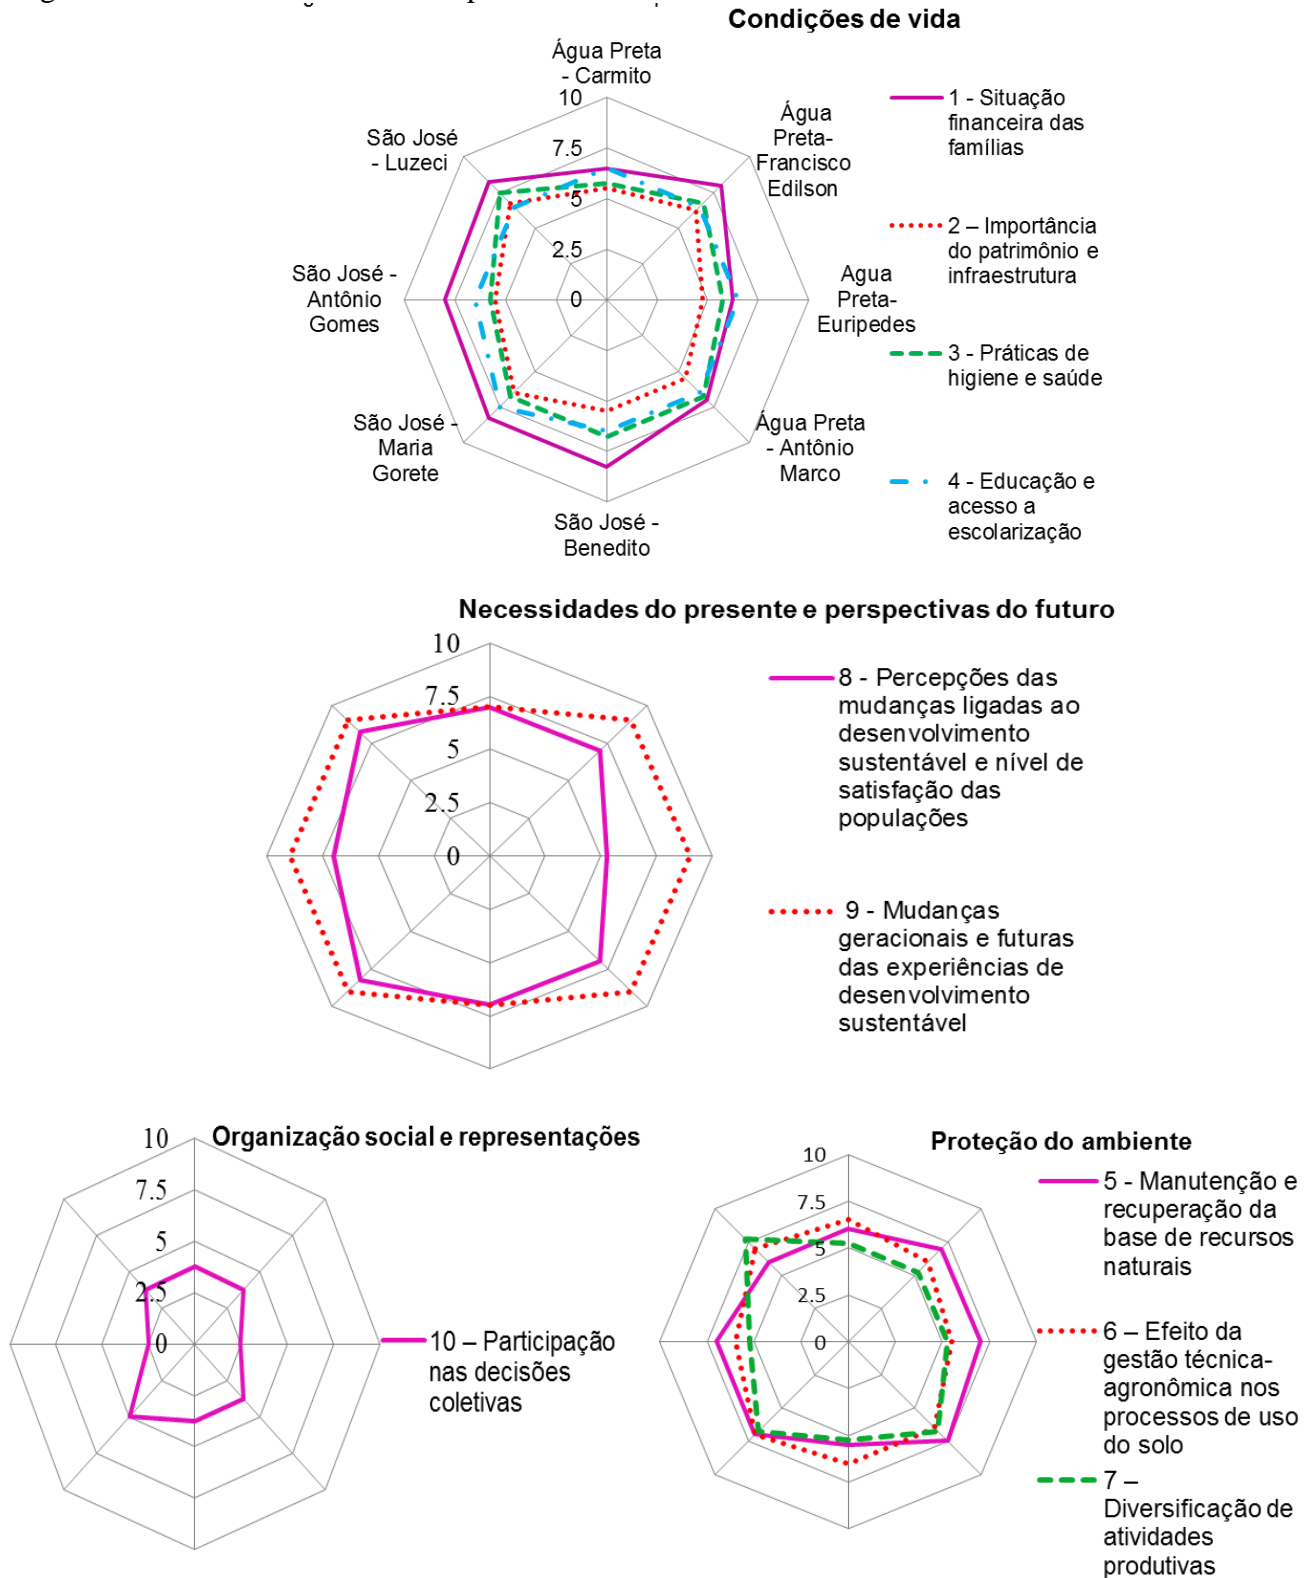 Condições de vida
Água Preta
- Carmito
Água
Preta-
Francisco
Edilson
Agua
Preta-
Euripedes
Água Preta
- Antônio
Marco
São José -
Benedito
São José -
Maria
Gorete
São José -
Antônio
Gomes
São José
- Luzeci
10
7.5
5
2.5
0
1 - Situação
financeira das
famílias
2 – Importância
do patrimônio e
infraestrutura
3 - Práticas de
higiene e saúde
4 - Educação e
acesso a
escolarização
Necessidades do presente e perspectivas do futuro
10
7.5
5
2.5
0
8 - Percepções das
mudanças ligadas ao
desenvolvimento
sustentável e nível de
satisfação das
populações
9 - Mudanças
geracionais e futuras
das experiências de
desenvolvimento
sustentável
Organização social e representações
10
7.5
5
2.5
0
10 – Participação
nas decisões
coletivas
Proteção do ambiente
10
7.5
5
2.5
0
5 - Manutenção e
recuperação da
base de recursos
naturais
6 – Efeito da
gestão técnica-
agronômica nos
processos de uso
do solo
7 –
Diversificação de
atividades
produtivas